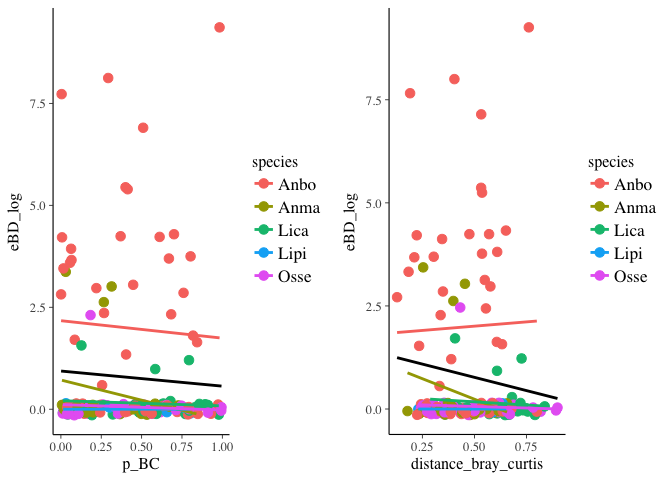 eBD_log
7.5
5.0
2.5
0.0
0.00
0.25
0.50
0.75
1.00
p_BC
species
Anbo
Anma
Lica
Lipi
Osse
eBD_log
7.5
5.0
2.5
0.0
0.25
0.50
0.75
distance_bray_curtis
species
Anbo
Anma
Lica
Lipi
Osse